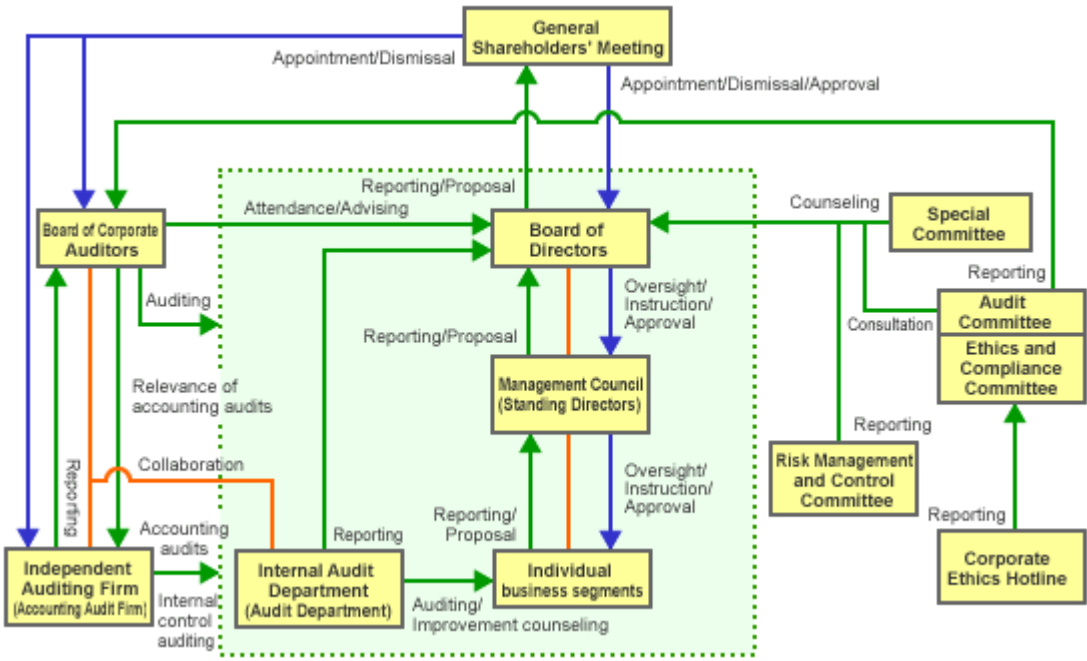 General
Shareholders' Meeting
Appointment/Dismissal
Appointment/Dismissal/Approval
Reporting/Proposal
Attendance/Advising
Board of Corporate
Auditors
Board of
Directors
Counseling
Special
Committee
Reporting
Auditing
Oversight/
Instruction/
Approval
Audit
Committee
Consultation
Reporting/Proposal
Ethics and
Compliance
Committee
Management Council
(Standing Directors)
Relevance of
accounting audits
Reporting
Risk Management
and Control
Committee
Collaboration
Reporting
Oversight/
Instruction/
Approval
Reporting/
Proposal
Reporting
Accounting
audits
Reporting
Independent
Auditing Firm
(Accounting Audit Firm)
Internal Audit
Department
(Audit Department)
Individual
business segments
Corporate
Ethics Hotline
Internal
control
auditing
Auditing/
Improvement counseling